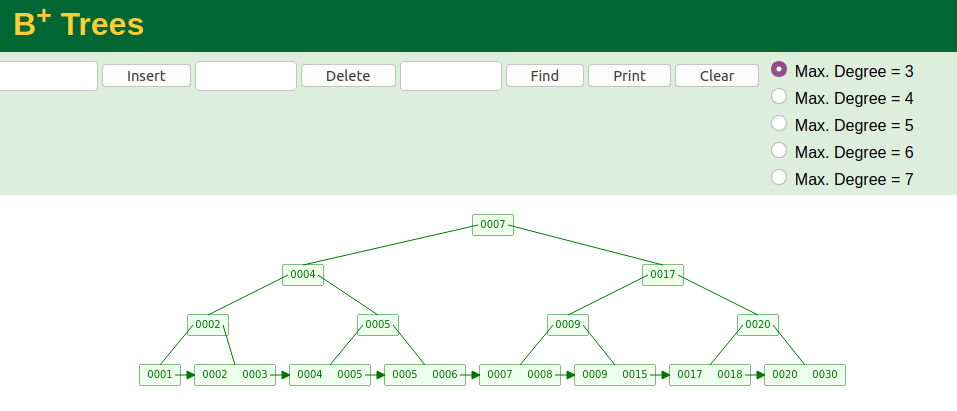 B+ Trees
Insert Delete Find Print Clear
Max. Degree = 3
Max. Degree = 4
Max. Degree = 5
Max. Degree = 6
Max. Degree = 7
0007
0004 0017
0002 0005 0009 0020
0001 0002 0003 0004 0005 0005 0006 0007 0008 0009 0015 0017 0018 0020 0030